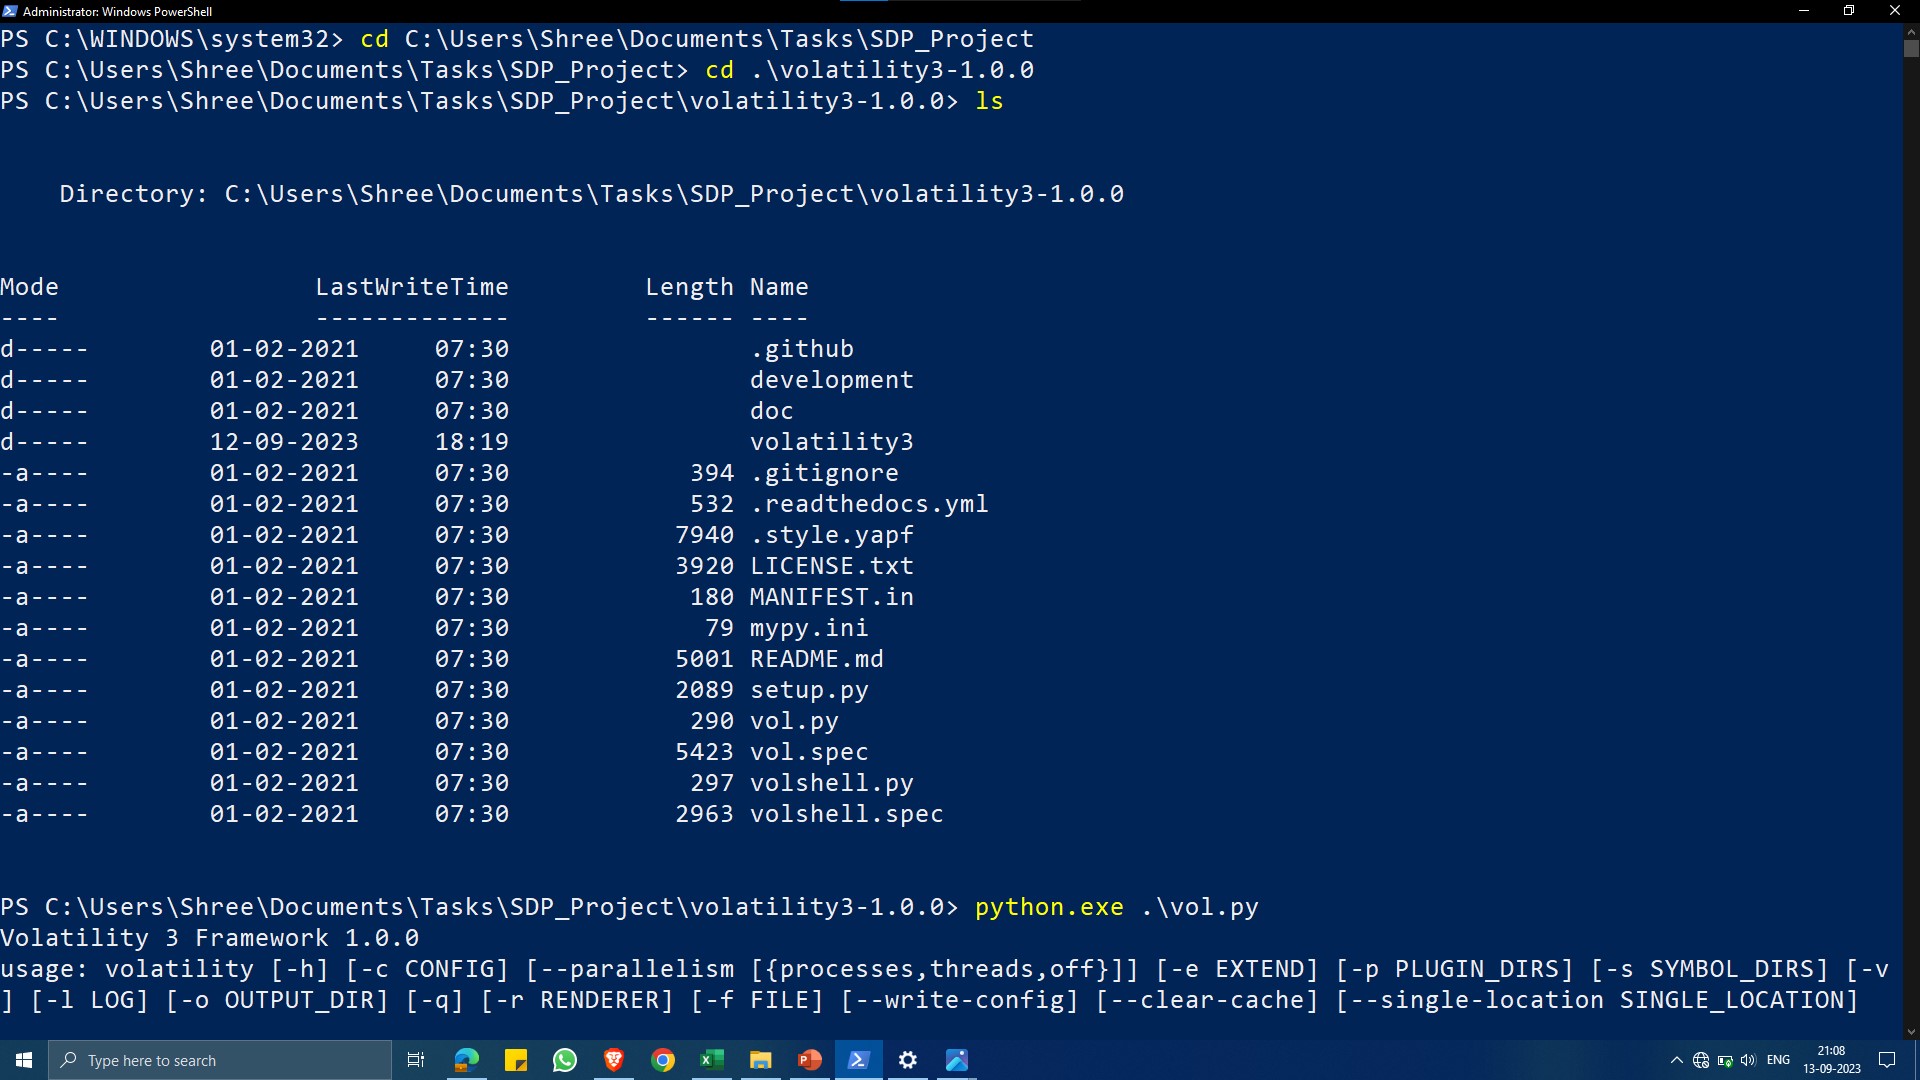 Administrator: Windows PowerShell
PS C:\WINDOWS\system32> cd C:\Users\Shree\Documents\Tasks\SDP_Project
PS C:\Users\Shree\Documents\Tasks\SDP_Project> cd .\volatility3-1.0.0
PS C:\Users\Shree\Documents\Tasks\SDP_Project\volatility3-1.0.0> ls
Directory: C:\Users\Shree\Documents\Tasks\SDP_Project\volatility3-1.0.0
Mode LastWriteTime Length Name
---- ------------- ------ ----
d----- 01-02-2021 07:30 .github
d----- 01-02-2021 07:30 development
d----- 01-02-2021 07:30 doc
d----- 12-09-2023 18:19 volatility3
-a---- 01-02-2021 07:30 394 .gitignore
-a---- 01-02-2021 07:30 532 .readthedocs.yml
-a---- 01-02-2021 07:30 7940 .style.yapf
-a---- 01-02-2021 07:30 3920 LICENSE.txt
-a---- 01-02-2021 07:30 180 MANIFEST.in
-a---- 01-02-2021 07:30 79 mypy.ini
-a---- 01-02-2021 07:30 5001 README.md
-a---- 01-02-2021 07:30 2089 setup.py
-a---- 01-02-2021 07:30 290 vol.py
-a---- 01-02-2021 07:30 5423 vol.spec
-a---- 01-02-2021 07:30 297 volshell.py
-a---- 01-02-2021 07:30 2963 volshell.spec
PS C:\Users\Shree\Documents\Tasks\SDP_Project\volatility3-1.0.0> python.exe .\vol.py
Volatility 3 Framework 1.0.0
usage: volatility [-h] [-c CONFIG] [--parallelism [{processes,threads,off}]] [-e EXTEND] [-p PLUGIN_DIRS] [-s SYMBOL_DIRS] [-v
] [-l LOG] [-o OUTPUT_DIR] [-q] [-r RENDERER] [-f FILE] [--write-config] [--clear-cache] [--single-location SINGLE_LOCATION]
Type here to search
ENG
21:08
13-09-2023